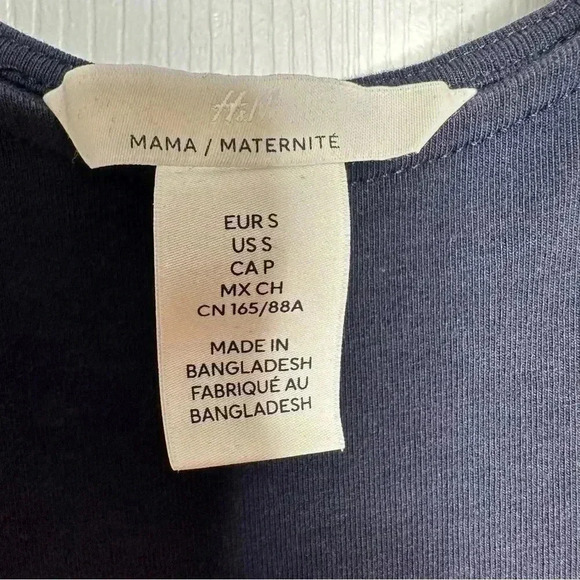 H&M
MAMA / MATERNITÉ
EUR S
US S
CA P
MX CH
CN 165/88A
MADE IN
BANGLADESH
FABRIQUÉ AU
BANGLADESH